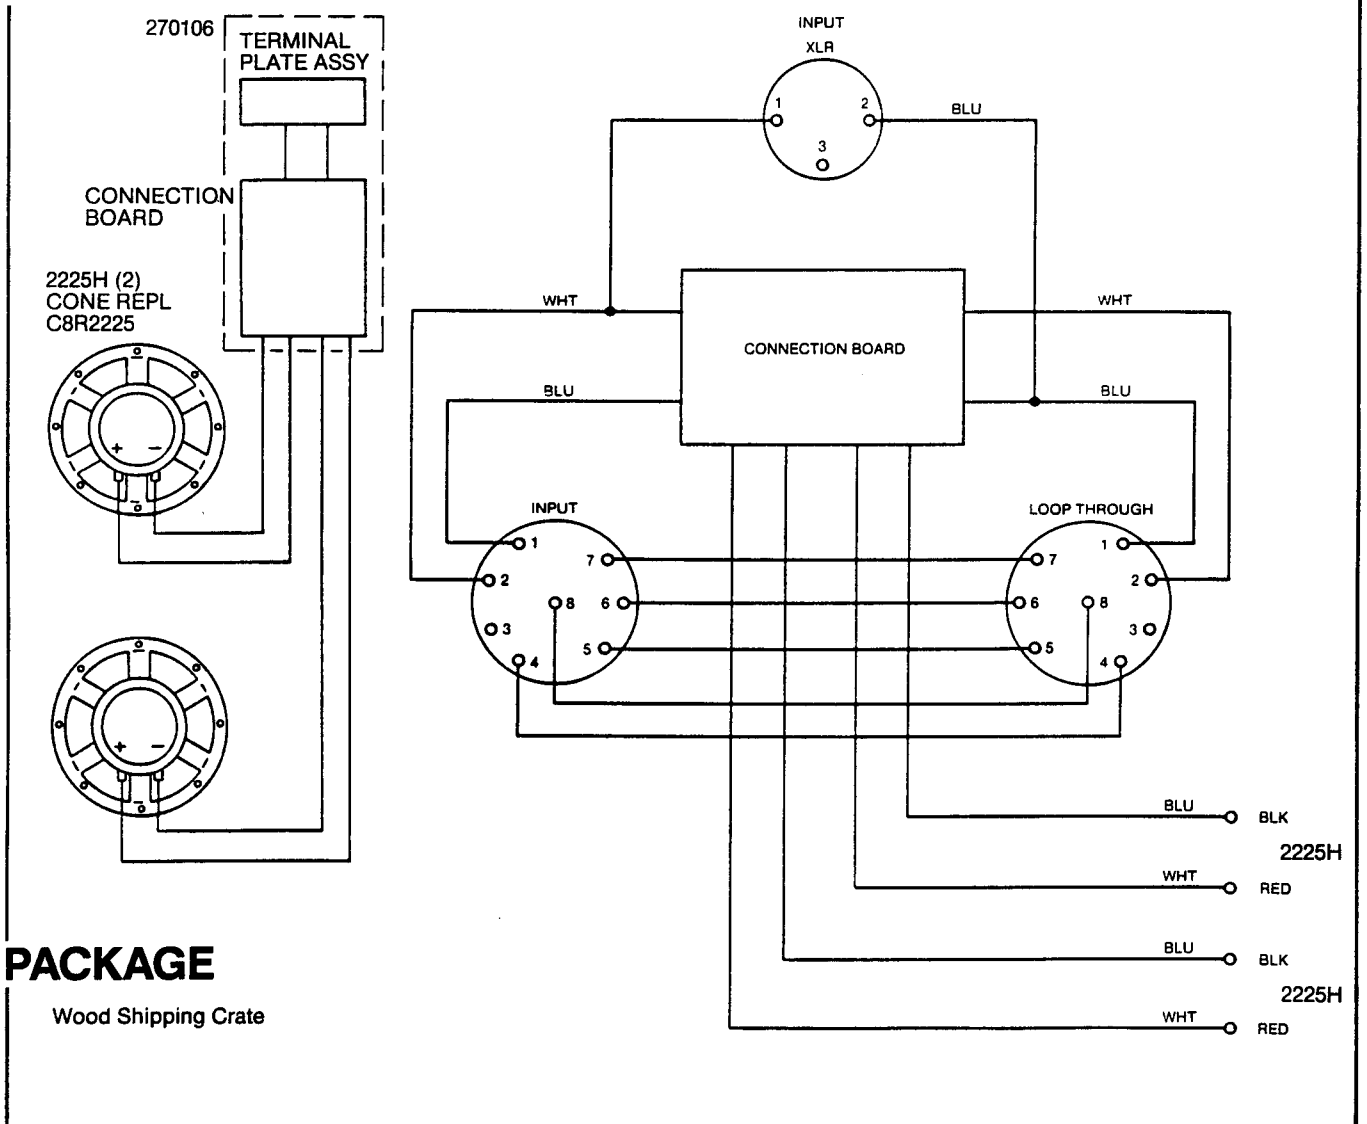 270106
TERMINAL
PLATE ASSY
CONNECTION
BOARD
2225H (2)
CONE REPL
C8R2225
+ −
+ −
INPUT
XLR
1 2
3
BLU
WHT
WHT
CONNECTION BOARD
BLU
BLU
INPUT
LOOP THROUGH
1
7
2
8
6
3
5
4
1
7
2
6
8
3
5
4
BLU
BLK
2225H
WHT
RED
BLU
BLK
2225H
WHT
RED
PACKAGE
Wood Shipping Crate